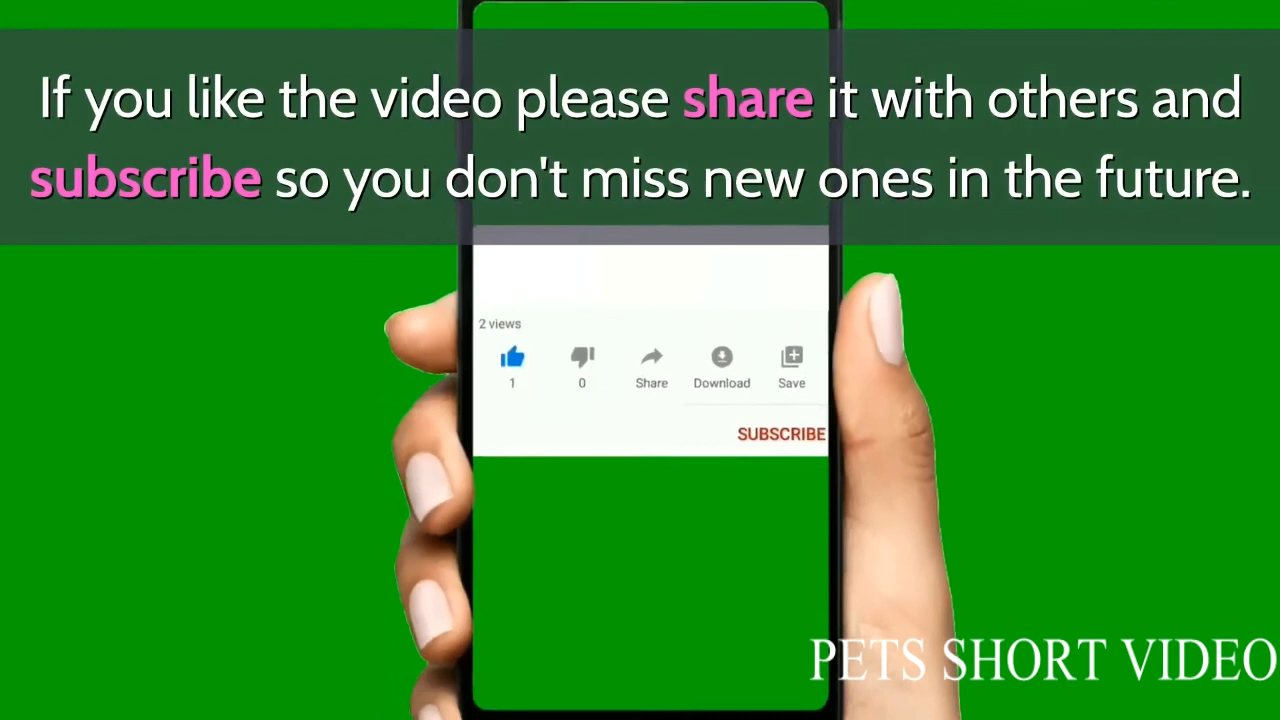 If you like the video please share it with others and
subscribe so you don't miss new ones in the future.
2 views
1 0 Share Download Save
SUBSCRIBE
PETS SHORT VIDEO